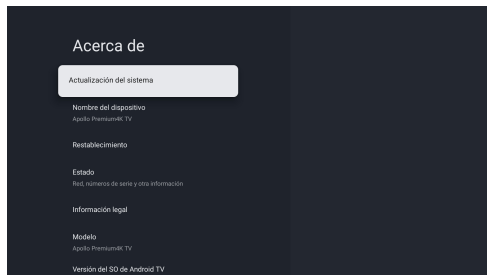 Acerca de
Actualización del sistema
Nombre del dispositivo
Apollo Premium4K TV
Restablecimiento
Estado
Red, números de serie y otra información
Información legal
Modelo
Apollo Premium4K TV
Versión del SO de Android TV